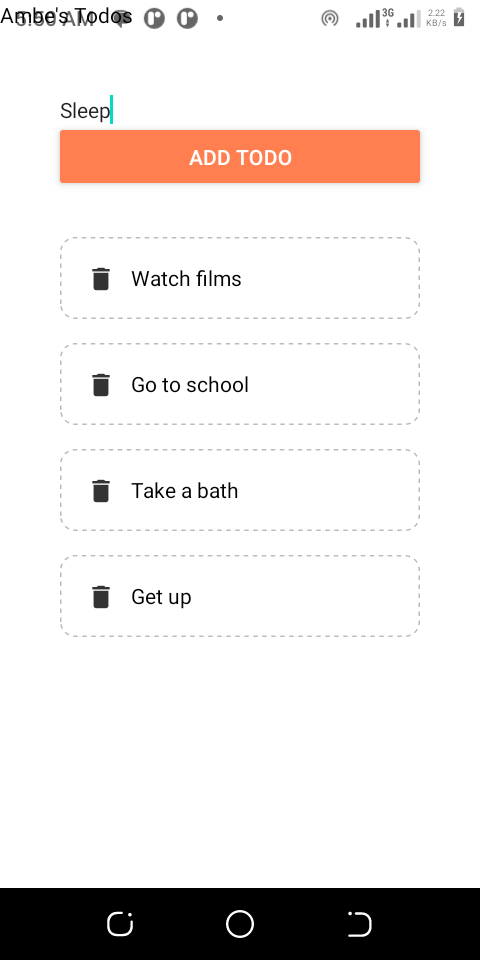 Ambe's Todos
3G
2.22
KB/s
Sleep
ADD TODO
Watch films
Go to school
Take a bath
Get up